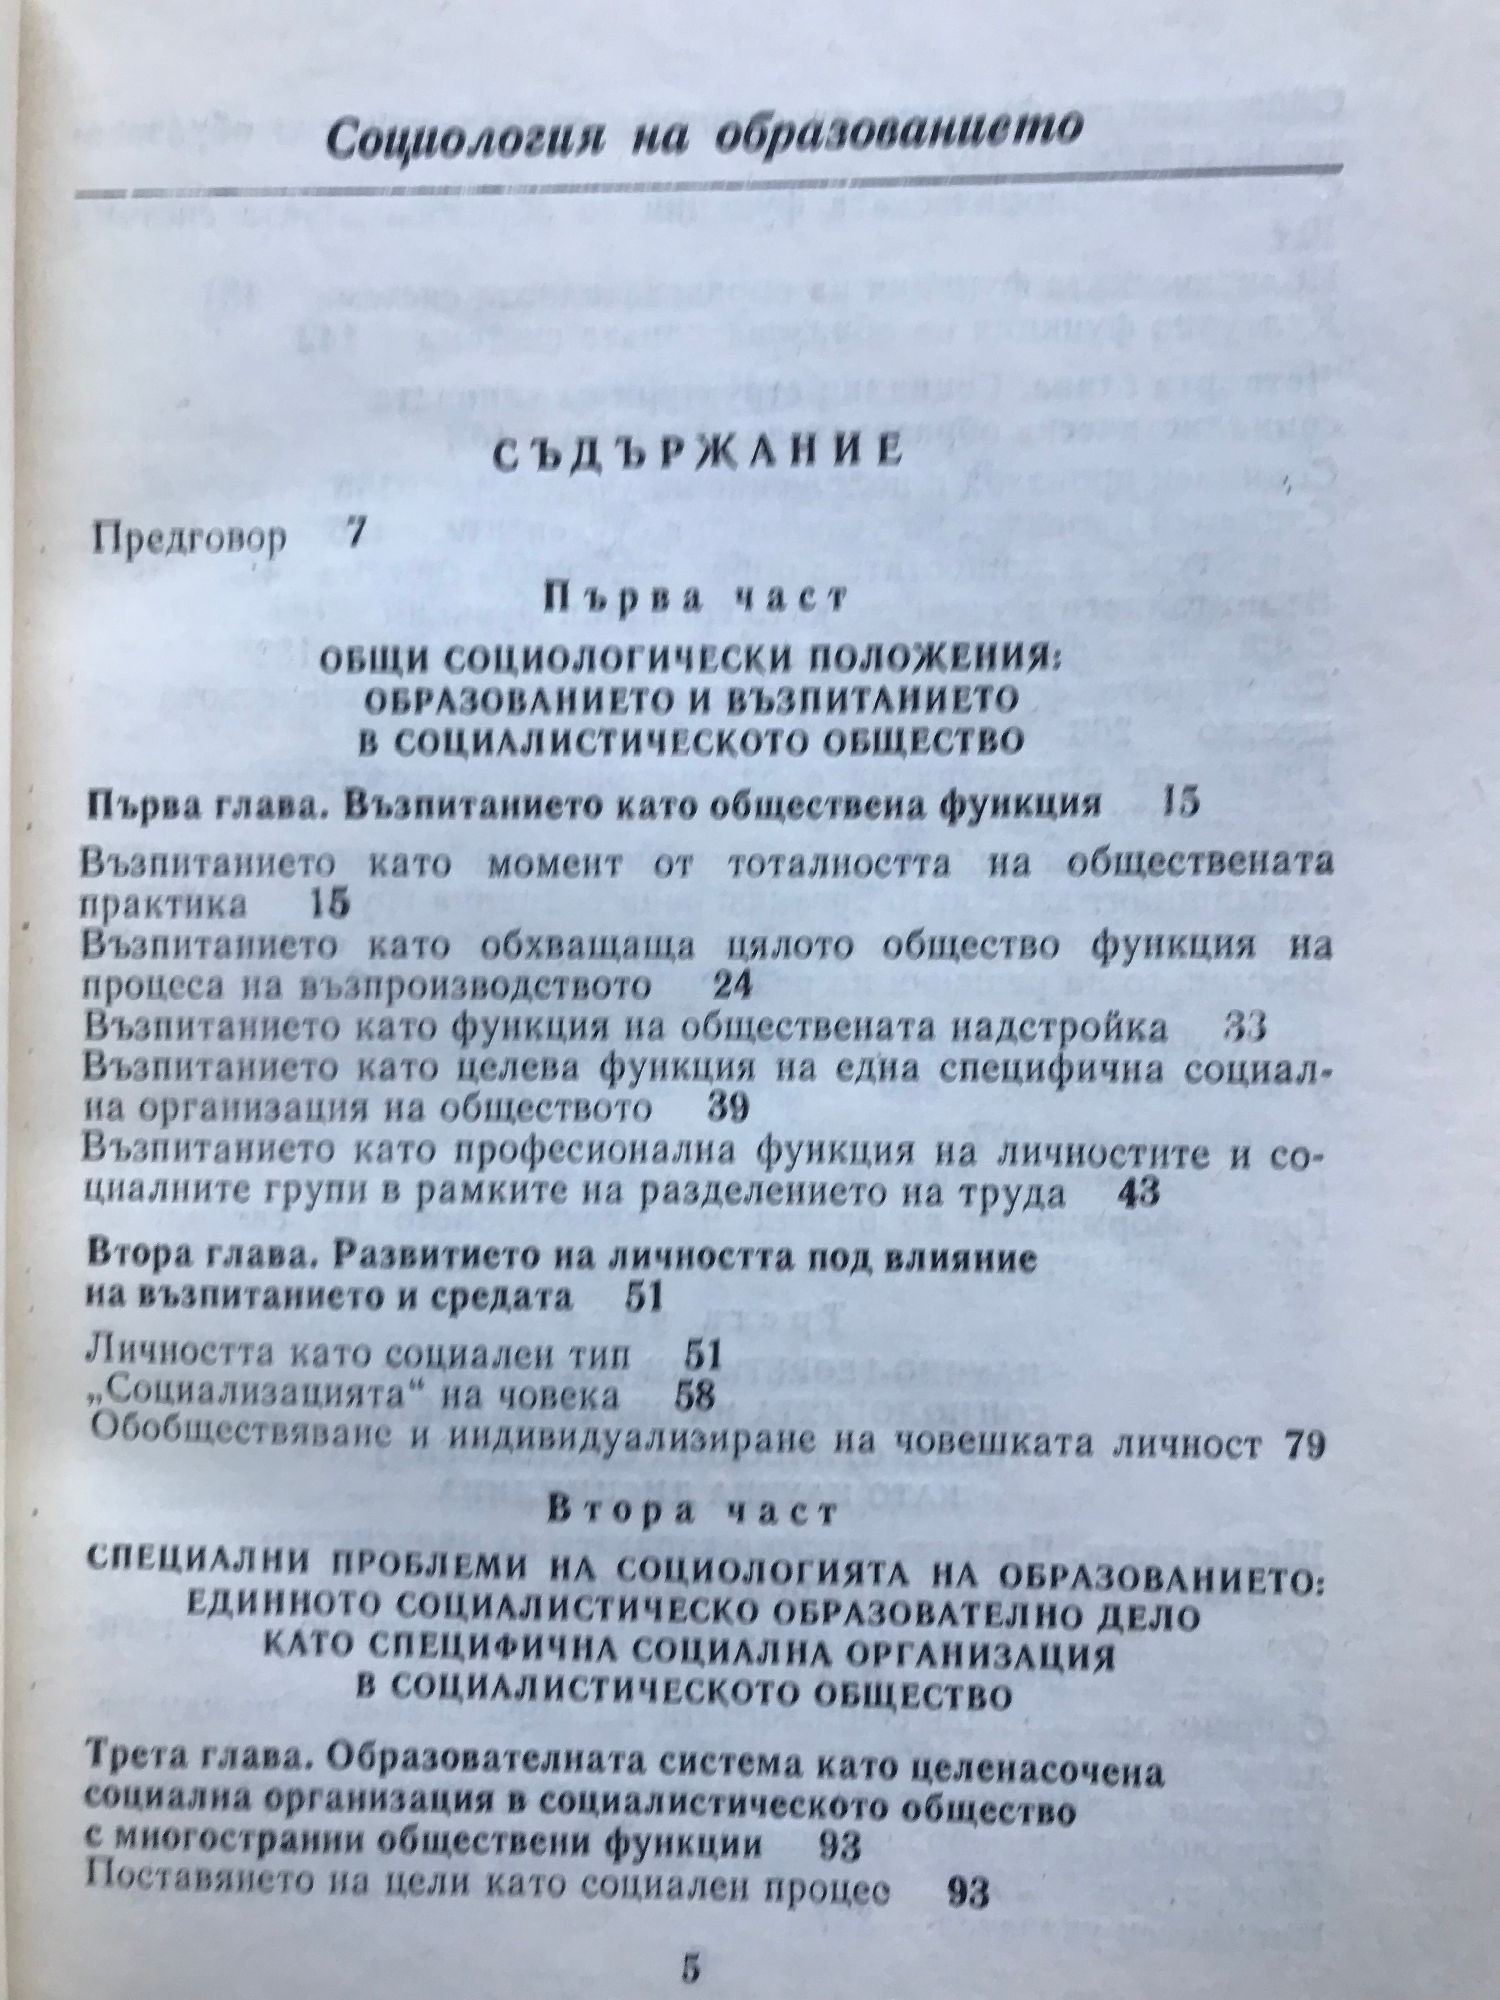 Социология на образованието
СЪДЪРЖАНИЕ
Предговор 7
Първа част
ОБЩИ СОЦИОЛОГИЧЕСКИ ПОЛОЖЕНИЯ:
ОБРАЗОВАНИЕТО И ВЪЗПИТАНИЕТО
В СОЦИАЛИСТИЧЕСКОТО ОБЩЕСТВО
Първа глава. Възпитанието като обществена функция 15
Възпитанието като момент от тоталността на обществената
практика 15
Възпитанието като обхващаща цялото общество функция на
процеса на възпроизводството 24
Възпитанието като функция на обществената надстройка 33
Възпитанието като целева функция на една специфична социал-
на организация на обществото 39
Възпитанието като професионална функция на личностите и со-
циалните групи в рамките на разделението на труда 43
Втора глава. Развитието на личността под влияние
на възпитанието и средата 51
Личността като социален тип 51
„Социализацията“ на човека 58
Обобществяване и индивидуализиране на човешката личност 79
Втора част
СПЕЦИАЛНИ ПРОБЛЕМИ НА СОЦИОЛОГИЯТА НА ОБРАЗОВАНИЕТО:
ЕДИННОТО СОЦИАЛИСТИЧЕСКО ОБРАЗОВАТЕЛНО ДЕЛО
КАТО СПЕЦИФИЧНА СОЦИАЛНА ОРГАНИЗАЦИЯ
В СОЦИАЛИСТИЧЕСКОТО ОБЩЕСТВО
Трета глава. Образователната система като целенасочена
социална организация в социалистическото общество
с многостранни обществени функции 93
Поставянето на цели като социален процес 93
5